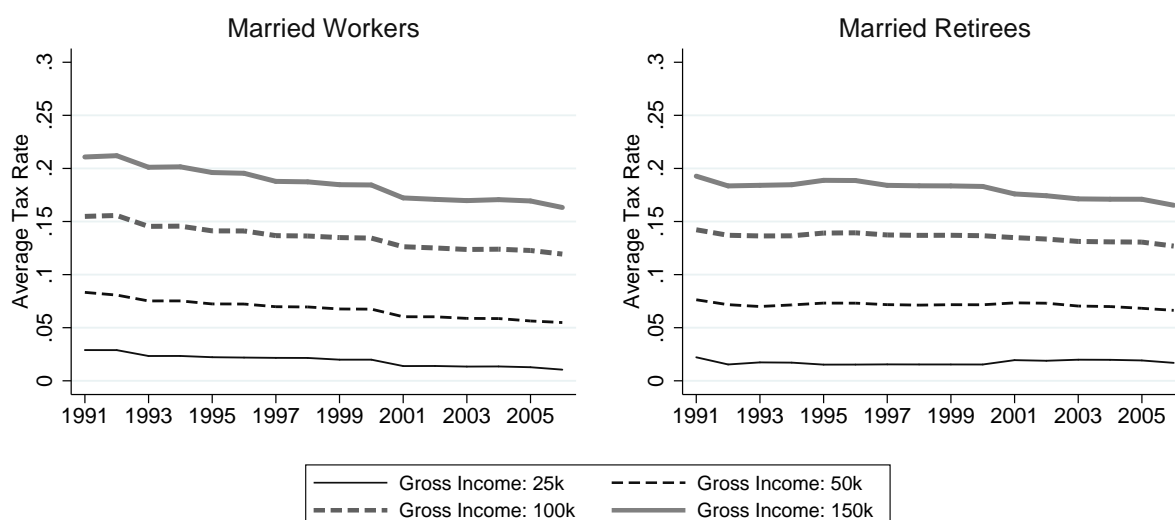 Married Workers
Average Tax Rate
.3
.25
.2
.15
.1
.05
0
1991 1993 1995 1997 1999 2001 2003 2005
Married Retirees
Average Tax Rate
.3
.25
.2
.15
.1
.05
0
1991 1993 1995 1997 1999 2001 2003 2005
Gross Income: 25k Gross Income: 50k
Gross Income: 100k Gross Income: 150k